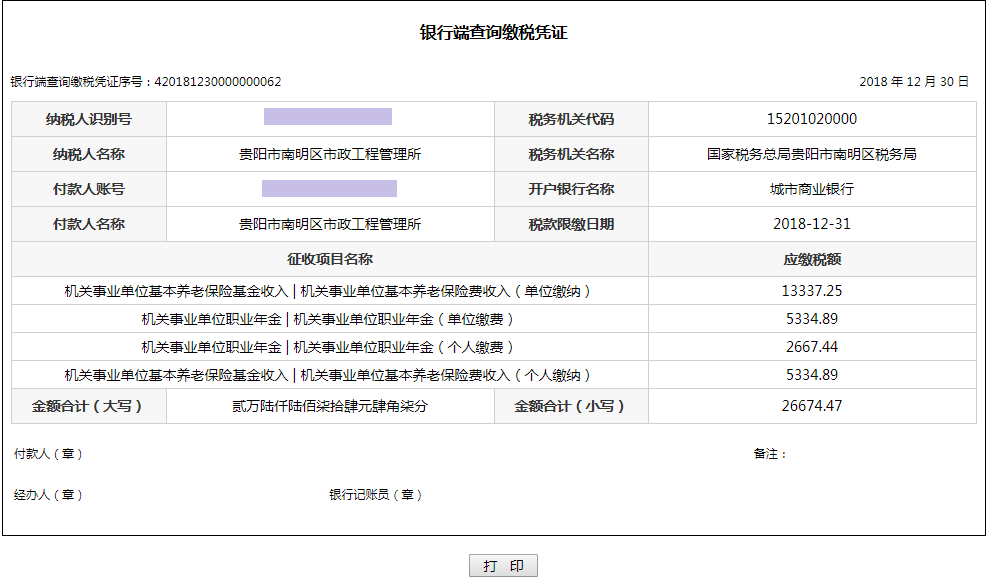 银行端查询缴税凭证
银行端查询缴税凭证序号：420181230000000062 2018 年 12 月 30 日
纳税人识别号 税务机关代码 15201020000
纳税人名称 贵阳市南明区市政工程管理所 税务机关名称 国家税务总局贵阳市南明区税务局
付款人账号 开户银行名称 城市商业银行
付款人名称 贵阳市南明区市政工程管理所 税款限缴日期 2018-12-31
征收项目名称 应缴税额
机关事业单位基本养老保险基金收入 | 机关事业单位基本养老保险费收入（单位缴纳） 13337.25
机关事业单位职业年金 | 机关事业单位职业年金（单位缴费） 5334.89
机关事业单位职业年金 | 机关事业单位职业年金（个人缴费） 2667.44
机关事业单位基本养老保险基金收入 | 机关事业单位基本养老保险费收入（个人缴纳） 5334.89
金额合计（大写） 贰万陆仟陆佰柒拾肆元肆角柒分 金额合计（小写） 26674.47
付款人（章） 备注：
经办人（章） 银行记账员（章）
打 印